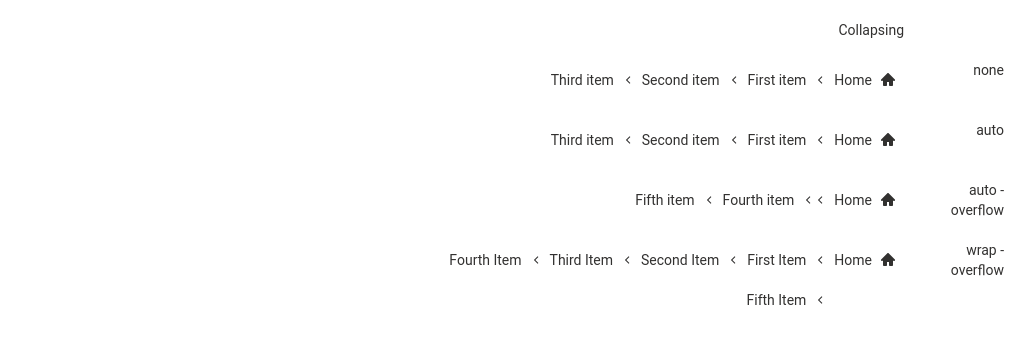 Collapsing
none
Home First item Second item Third item
auto
Home First item Second item Third item
auto -
overflow
Home Fourth item Fifth item
wrap -
overflow
Home First Item Second Item Third Item Fourth Item
Fifth Item